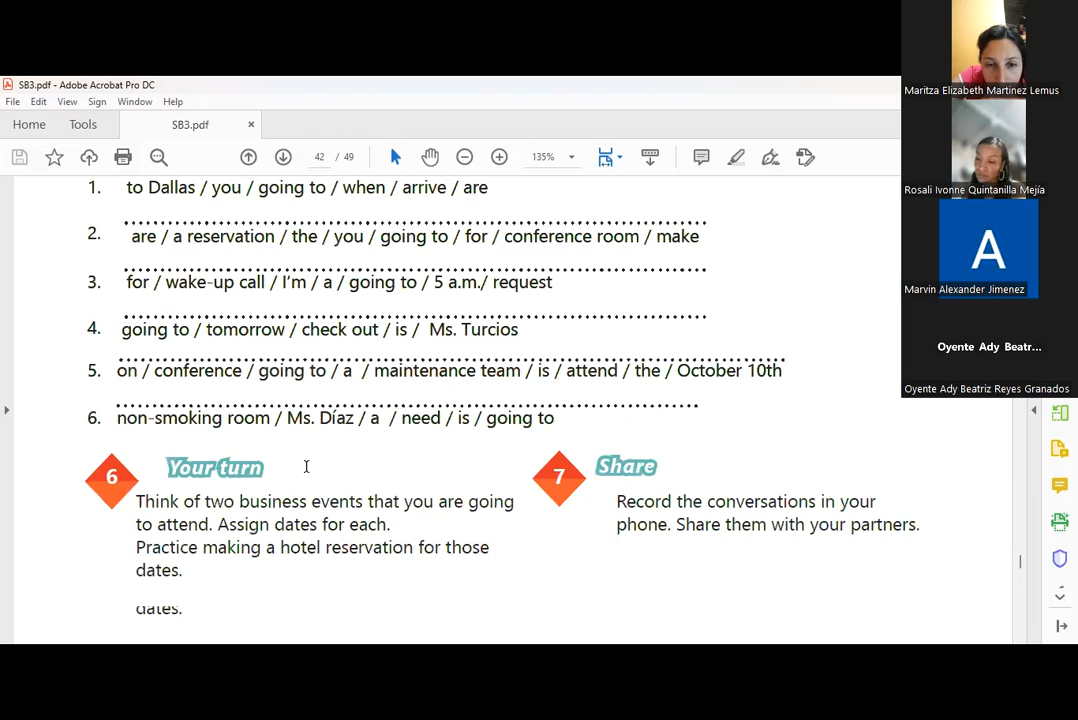 SB3.pdf - Adobe Acrobat Pro DC
File Edit View Sign Window Help
Home Tools SB3.pdf ×
42 / 49 135%
1. to Dallas / you / going to / when / arrive / are
2. are / a reservation / the / you / going to / for / conference room / make
3. for / wake-up call / I'm / a / going to / 5 a.m./ request
4. going to / tomorrow / check out / is / Ms. Turcios
5. on / conference / going to / a / maintenance team / is / attend / the / October 10th
6. non-smoking room / Ms. Díaz / a / need / is / going to
6 Your turn
Think of two business events that you are going
to attend. Assign dates for each.
Practice making a hotel reservation for those
dates.
dates.
7 Share
Record the conversations in your
phone. Share them with your partners.
Maritza Elizabeth Martinez Lemus
Rosali Ivonne Quintanilla Mejía
A
Marvin Alexander Jimenez
Oyente Ady Beatr...
Oyente Ady Beatriz Reyes Granados